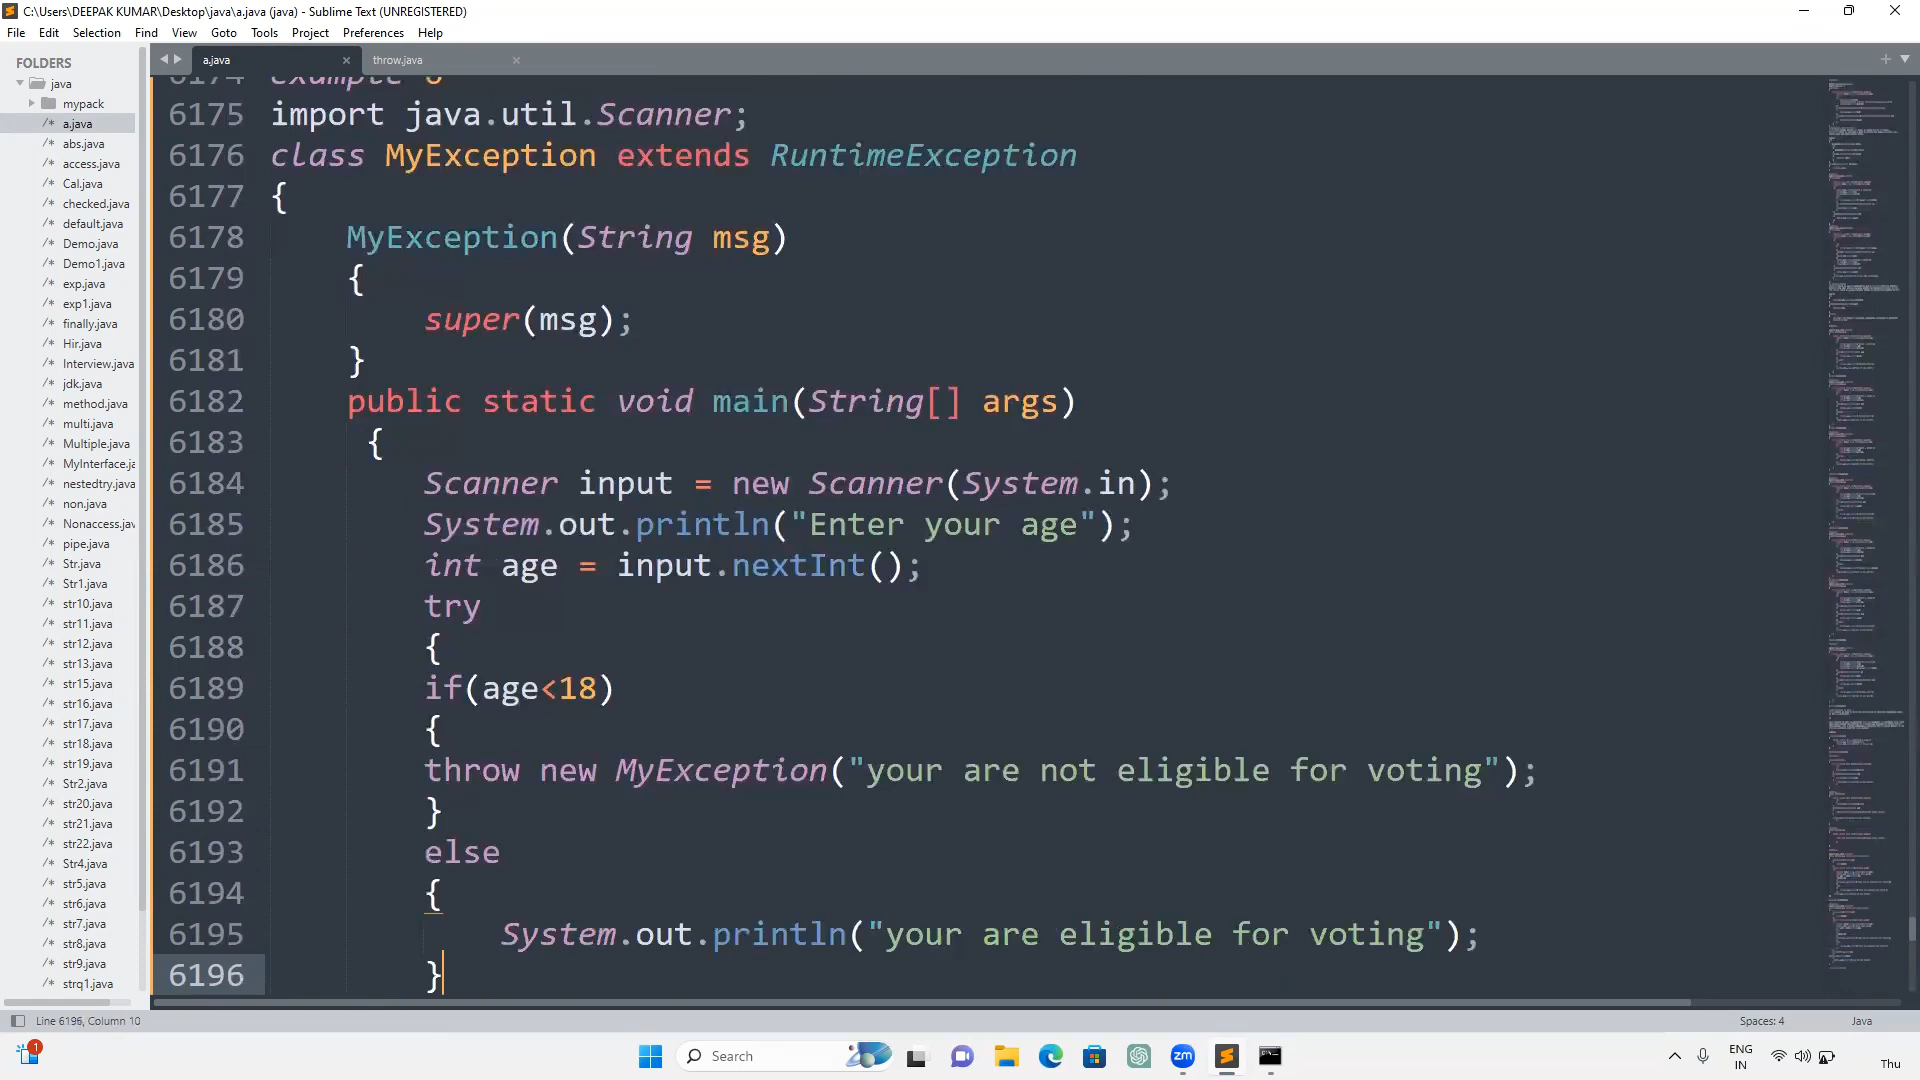 C:\Users\DEEPAK KUMAR\Desktop\java\a.java (java) - Sublime Text (UNREGISTERED)
File Edit Selection Find View Goto Tools Project Preferences Help
FOLDERS
java
mypack
/* a.java
/* abs.java
/* access.java
/* Cal.java
/* checked.java
/* default.java
/* Demo.java
/* Demo1.java
/* exp.java
/* exp1.java
/* finally.java
/* Hir.java
/* Interview.java
/* jdk.java
/* method.java
/* multi.java
/* Multiple.java
/* MyInterface.ja
/* nestedtry.java
/* non.java
/* Nonaccess.jav
/* pipe.java
/* Str.java
/* Str1.java
/* str10.java
/* str11.java
/* str12.java
/* str13.java
/* str15.java
/* str16.java
/* str17.java
/* str18.java
/* str19.java
/* Str2.java
/* str20.java
/* str21.java
/* str22.java
/* Str4.java
/* str5.java
/* str6.java
/* str7.java
/* str8.java
/* str9.java
/* strq1.java
a.java throw.java
6174 example 6
6175 import java.util.Scanner;
6176 class MyException extends RuntimeException
6177 {
6178 MyException(String msg)
6179 {
6180 super(msg);
6181 }
6182 public static void main(String[] args)
6183 {
6184 Scanner input = new Scanner(System.in);
6185 System.out.println("Enter your age");
6186 int age = input.nextInt();
6187 try
6188 {
6189 if(age<18)
6190 {
6191 throw new MyException("your are not eligible for voting");
6192 }
6193 else
6194 {
6195 System.out.println("your are eligible for voting");
6196 }
Line 6196, Column 10
Spaces: 4 Java
1
Search
zm
ENG
IN
Thu